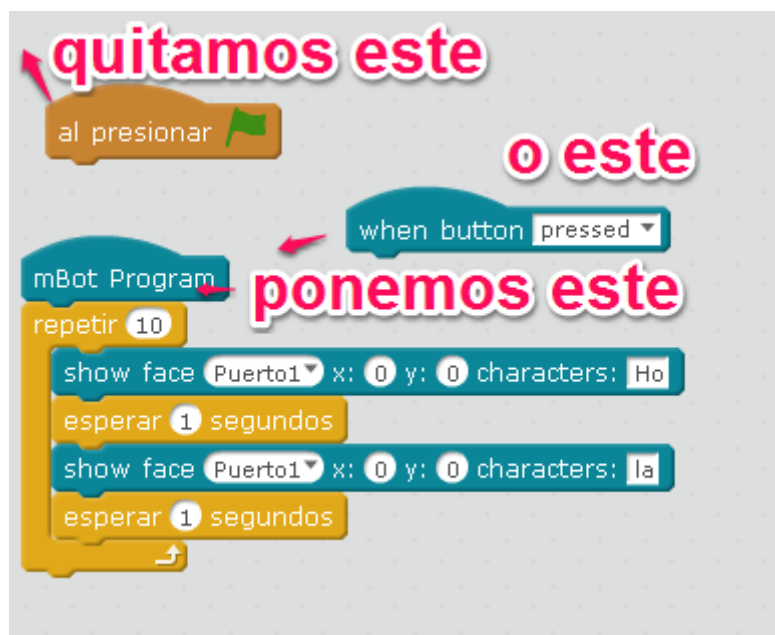 quitamos este
al presionar
o este
when button pressed
mBot Program
ponemos este
repetir 10
show face Puerto1 x: 0 y: 0 characters: Ho
esperar 1 segundos
show face Puerto1 x: 0 y: 0 characters: la
esperar 1 segundos